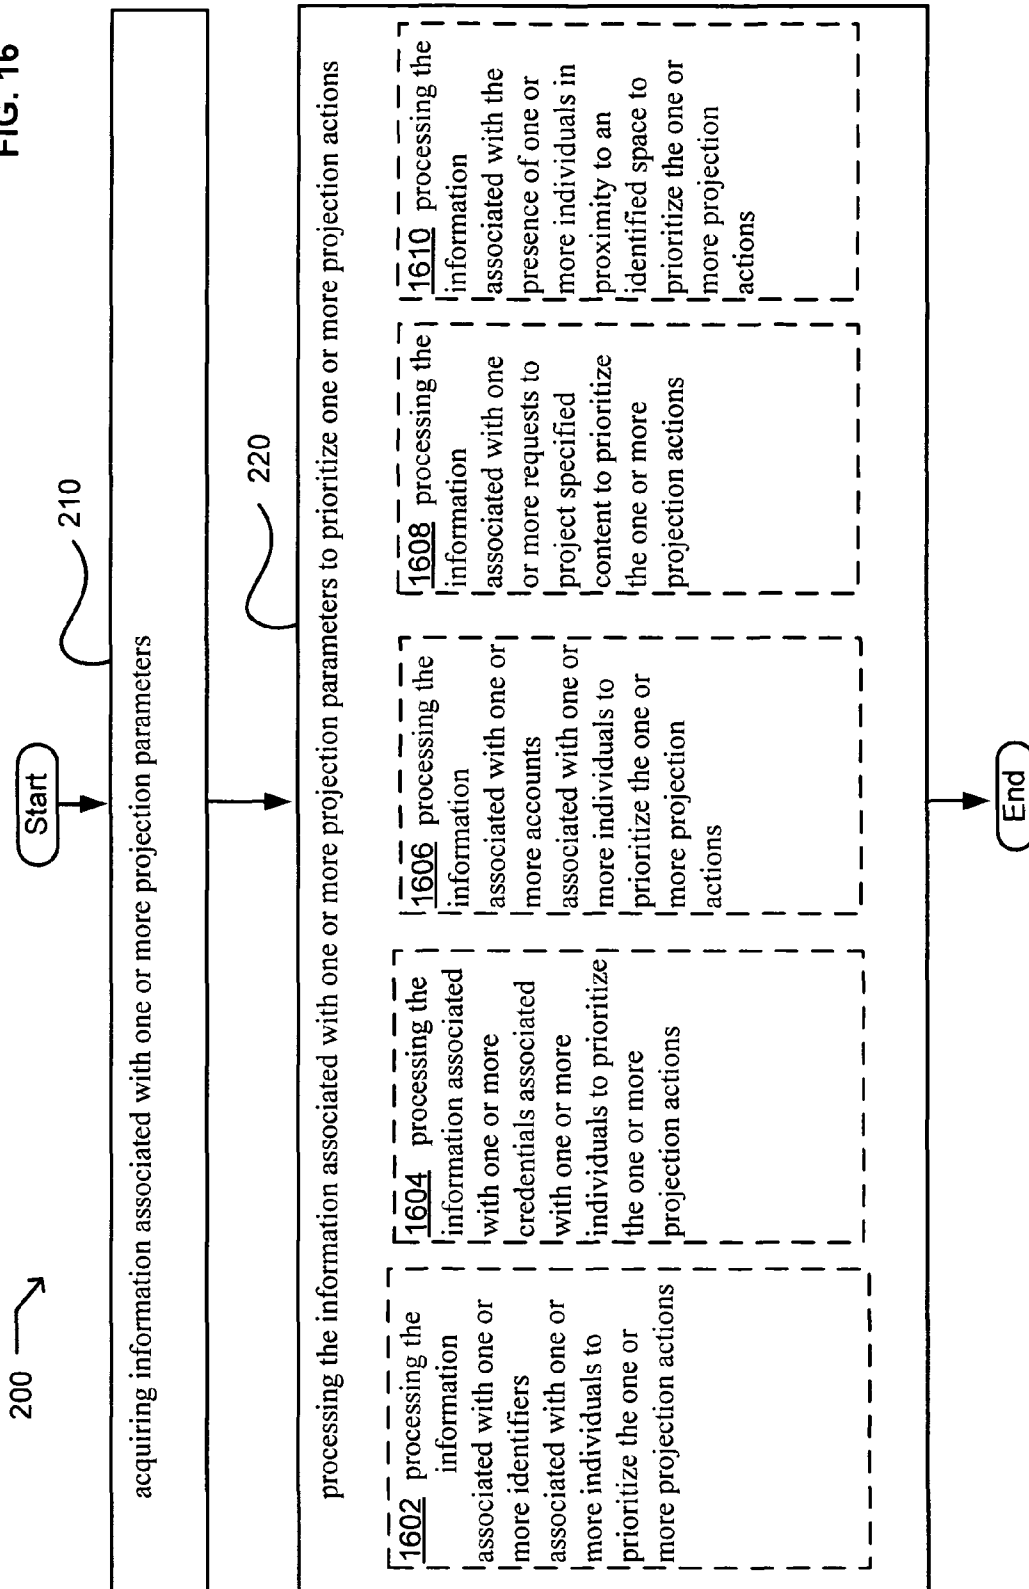 FIG. 16
200
Start
210
acquiring information associated with one or more projection parameters
220
processing the information associated with one or more projection parameters to prioritize one or more projection actions
1602 processing the
information
associated with one or
more identifiers
associated with one or
more individuals to
prioritize the one or
more projection actions
1604 processing the
information associated
with one or more
credentials associated
with one or more
individuals to prioritize
the one or more
projection actions
1606 processing the
information
associated with one or
more accounts
associated with one or
more individuals to
prioritize the one or
more projection
actions
1608 processing the
information
associated with one
or more requests to
project specified
content to prioritize
the one or more
projection actions
1610 processing the
information
associated with the
presence of one or
more individuals in
proximity to an
identified space to
prioritize the one or
more projection
actions
End